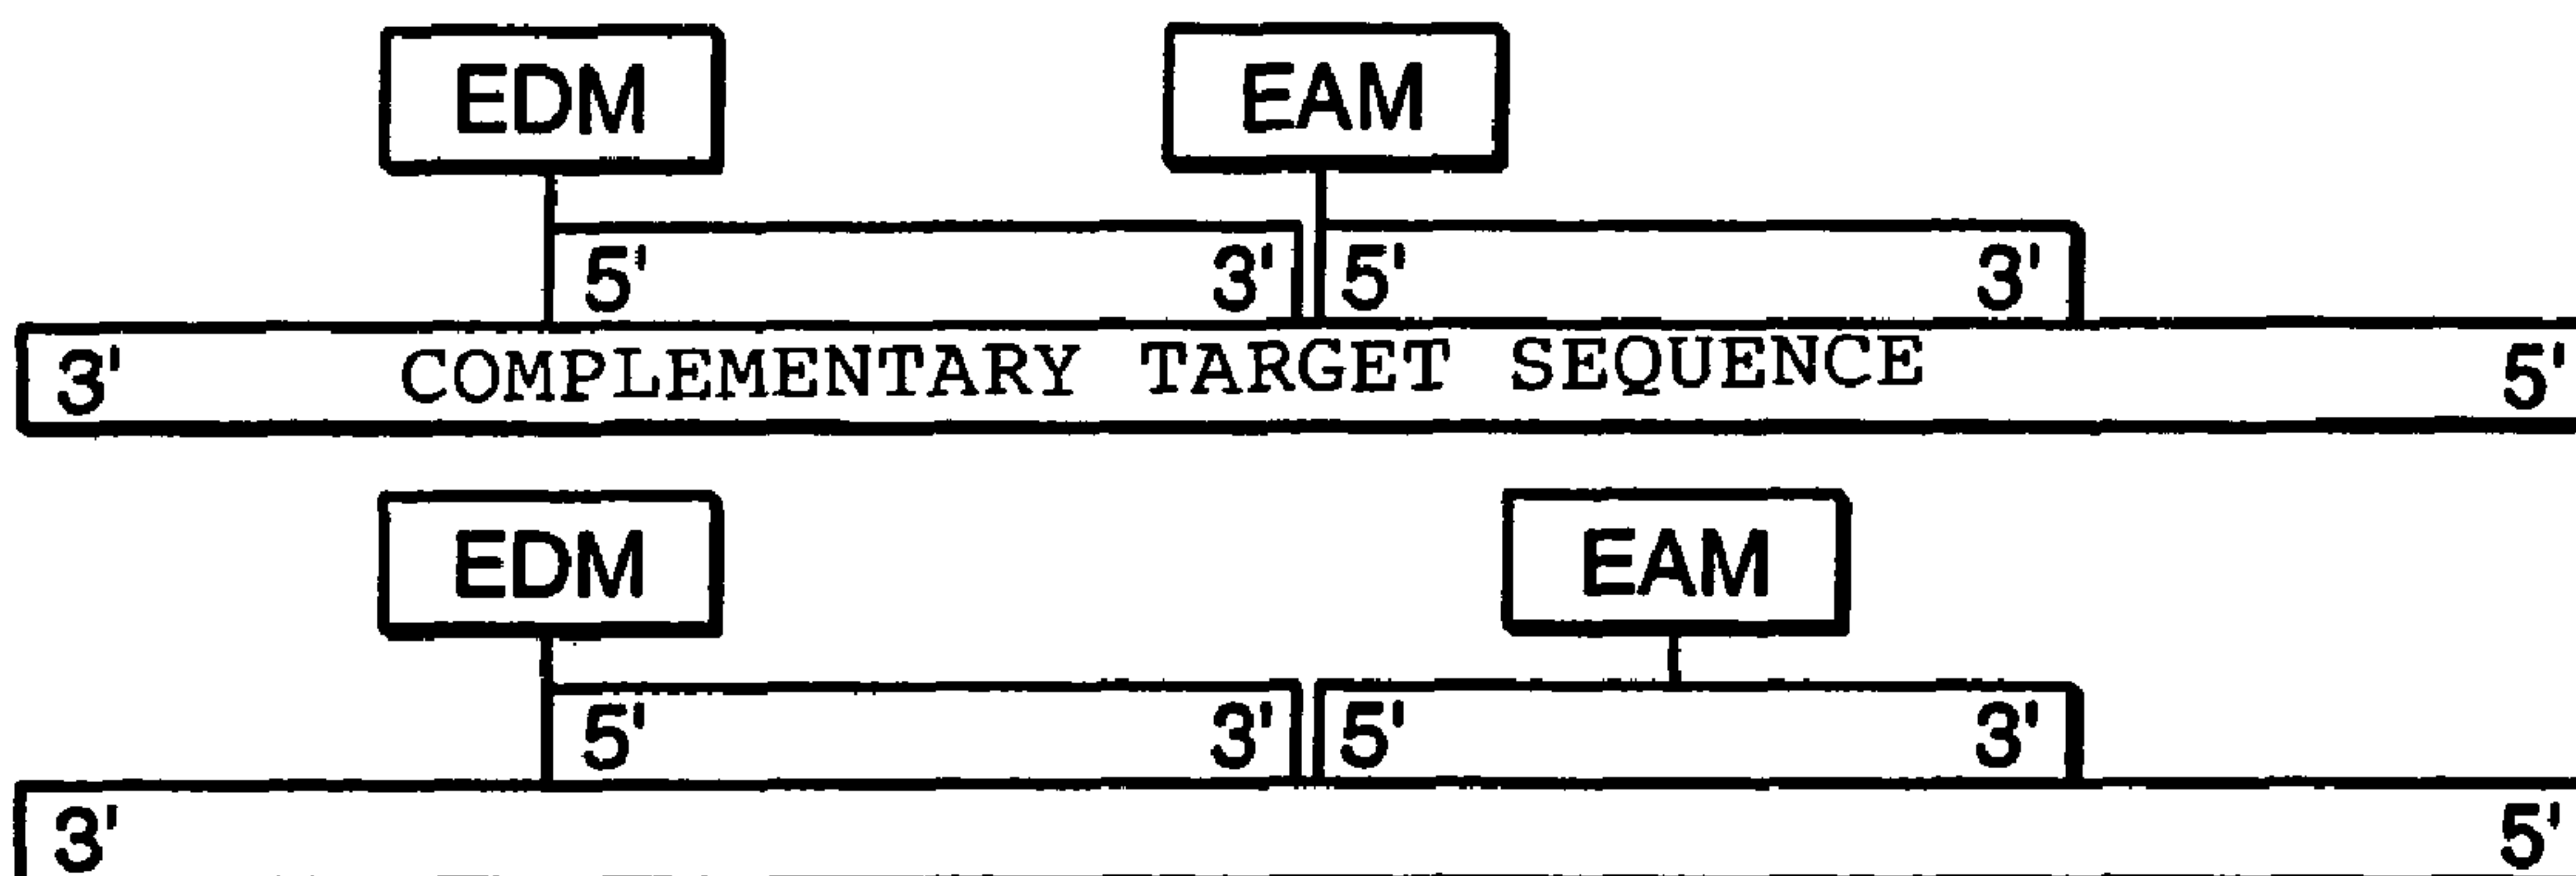 EDM EAM
5' 3' 5' 3'
3' COMPLEMENTARY TARGET SEQUENCE 5'
EDM EAM
5' 3' 5' 3'
3' 5'